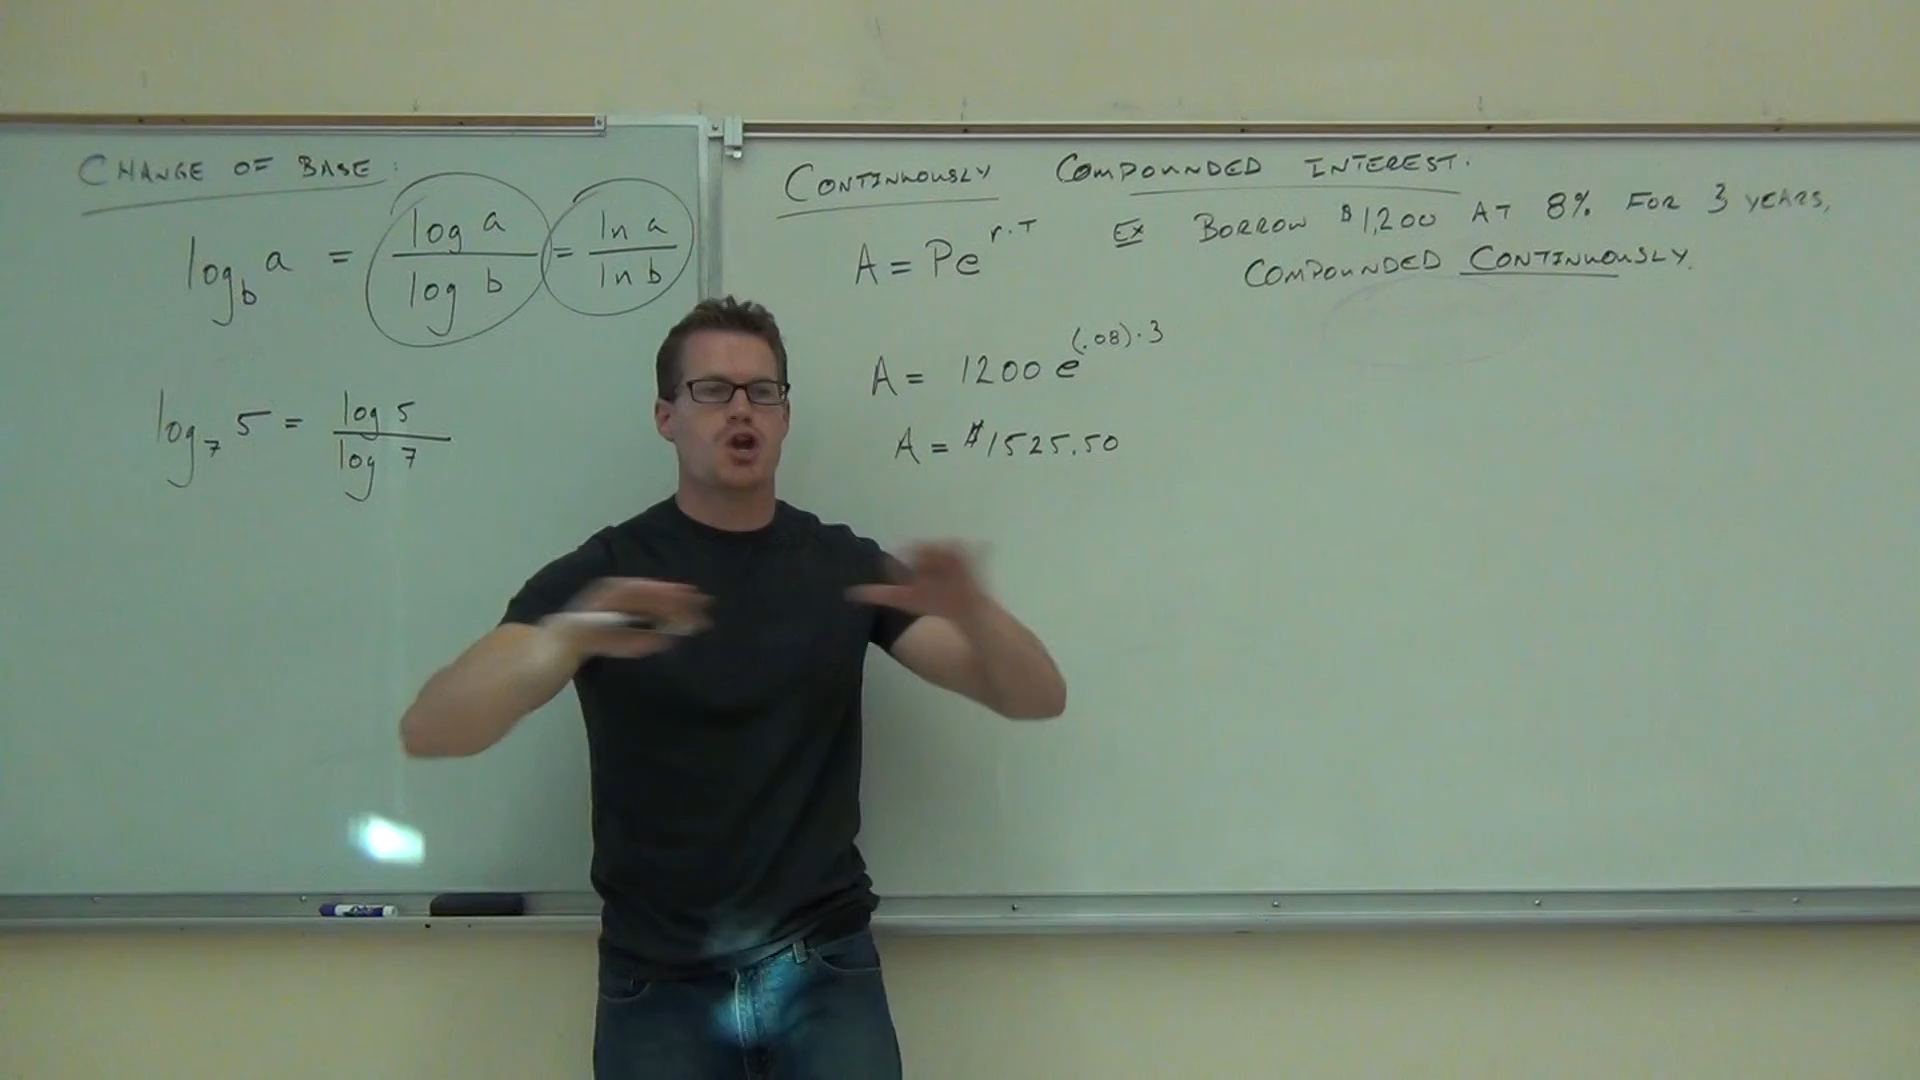 CHANGE OF BASE:
log_b a = log a / log b = ln a / ln b
log_7 5 = log 5 / log 7
CONTINUOUSLY COMPOUNDED INTEREST.
A = Pe^(r·T)
EX BORROW $1,200 AT 8% FOR 3 YEARS,
COMPOUNDED CONTINUOUSLY.
A = 1200 e^((.08)·3)
A = $1525.50